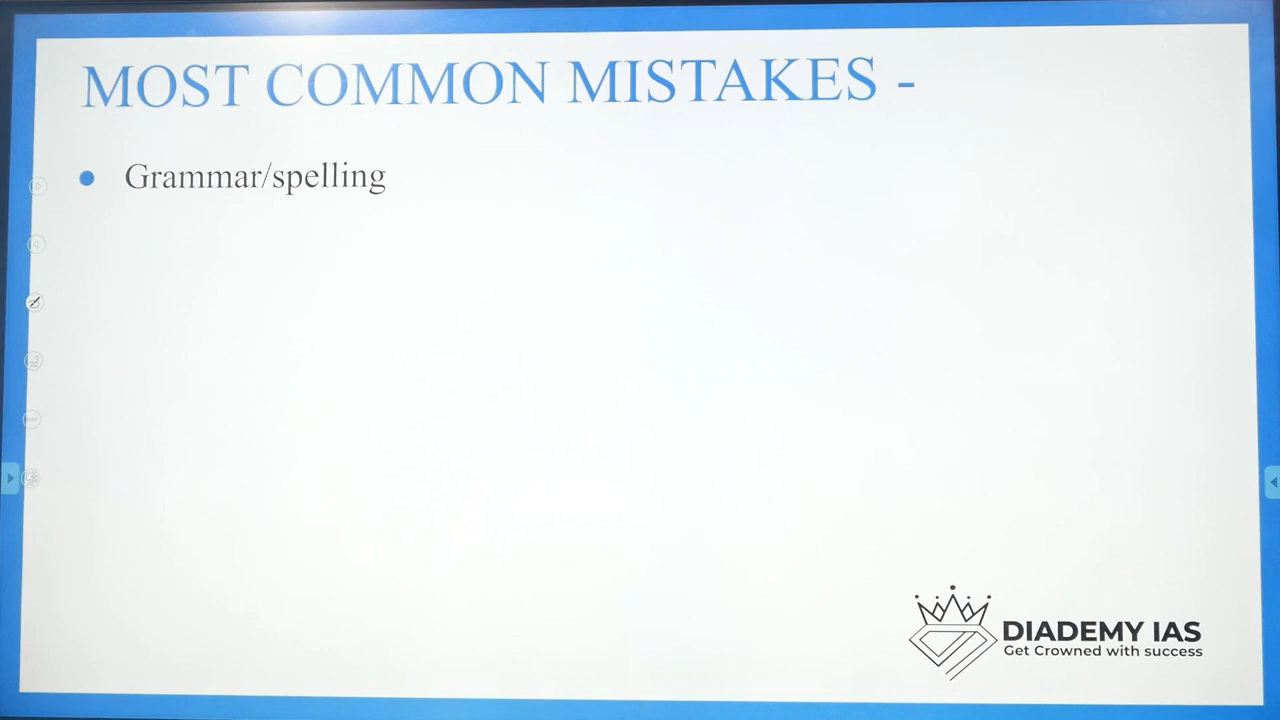 MOST COMMON MISTAKES -
Grammar/spelling
DIADEMY IAS
Get Crowned with success